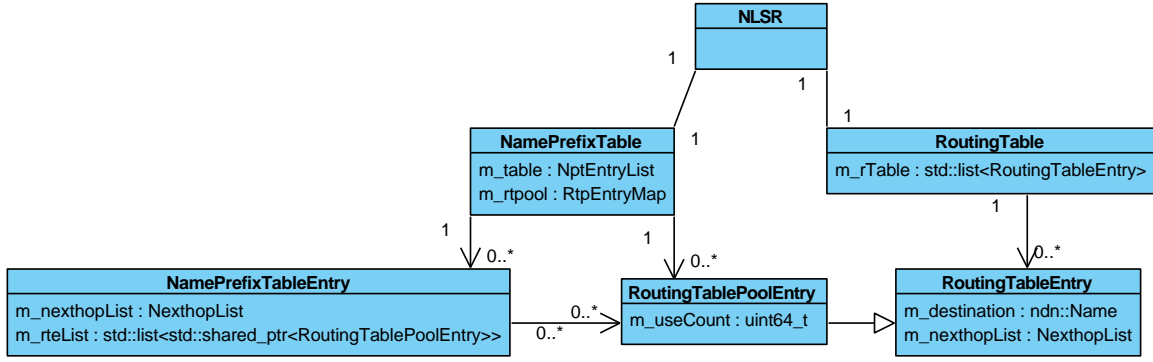 NLSR
1
1
1
1
NamePrefixTable
m_table : NptEntryList
m_rtpool : RtpEntryMap
RoutingTable
m_rTable : std::list<RoutingTableEntry>
1
1
1
0..*
0..*
0..*
NamePrefixTableEntry
m_nexthopList : NexthopList
m_rteList : std::list<std::shared_ptr<RoutingTablePoolEntry>>
0..*
0..*
RoutingTablePoolEntry
m_useCount : uint64_t
RoutingTableEntry
m_destination : ndn::Name
m_nexthopList : NexthopList